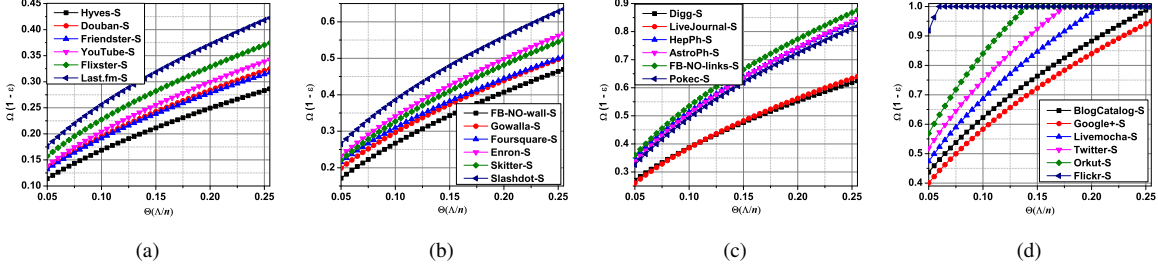 0.45
0.40
0.35
0.30
0.25
0.20
0.15
0.10
Ω (1 - ε)
Hyves-S
Douban-S
Friendster-S
YouTube-S
Flixster-S
Last.fm-S
0.05 0.10 0.15 0.20 0.25
Θ(Λ/n)
(a)
0.6
0.5
0.4
0.3
0.2
Ω (1 - ε)
FB-NO-wall-S
Gowalla-S
Foursquare-S
Enron-S
Skitter-S
Slashdot-S
0.05 0.10 0.15 0.20 0.25
Θ(Λ/n)
(b)
0.9
0.8
0.7
0.6
0.5
0.4
0.3
Ω (1 - ε)
Digg-S
LiveJournal-S
HepPh-S
AstroPh-S
FB-NO-links-S
Pokec-S
0.05 0.10 0.15 0.20 0.25
Θ(Λ/n)
(c)
1.0
0.9
0.8
0.7
0.6
0.5
0.4
Ω (1 - ε)
BlogCatalog-S
Google+-S
Livemocha-S
Twitter-S
Orkut-S
Flickr-S
0.05 0.10 0.15 0.20 0.25
Θ(Λ/n)
(d)